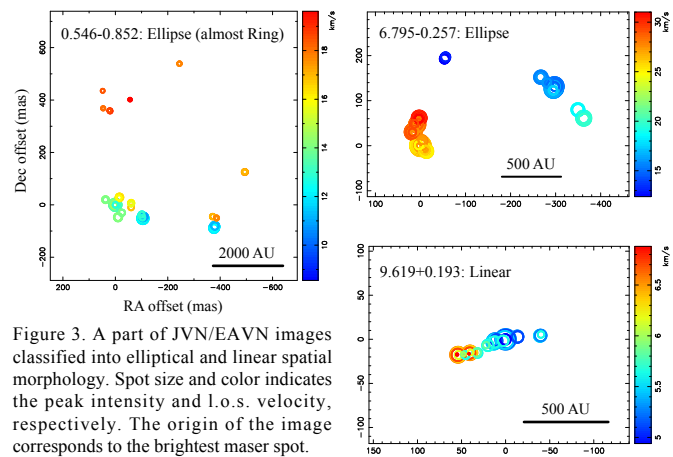 0.546-0.852: Ellipse (almost Ring)
km/s
600
400
200
0
−200
18
16
14
12
10
Dec offset (mas)
2000 AU
200
0
−200
−400
−600
RA offset (mas)
6.795-0.257: Ellipse
km/s
300
200
100
0
−100
30
25
20
15
500 AU
100
0
−100
−200
−300
−400
9.619+0.193: Linear
km/s
100
50
0
−50
−100
6.5
6
5.5
5
500 AU
150
100
50
0
−50
−100
Figure 3. A part of JVN/EAVN images
classified into elliptical and linear spatial
morphology. Spot size and color indicates
the peak intensity and l.o.s. velocity,
respectively. The origin of the image
corresponds to the brightest maser spot.